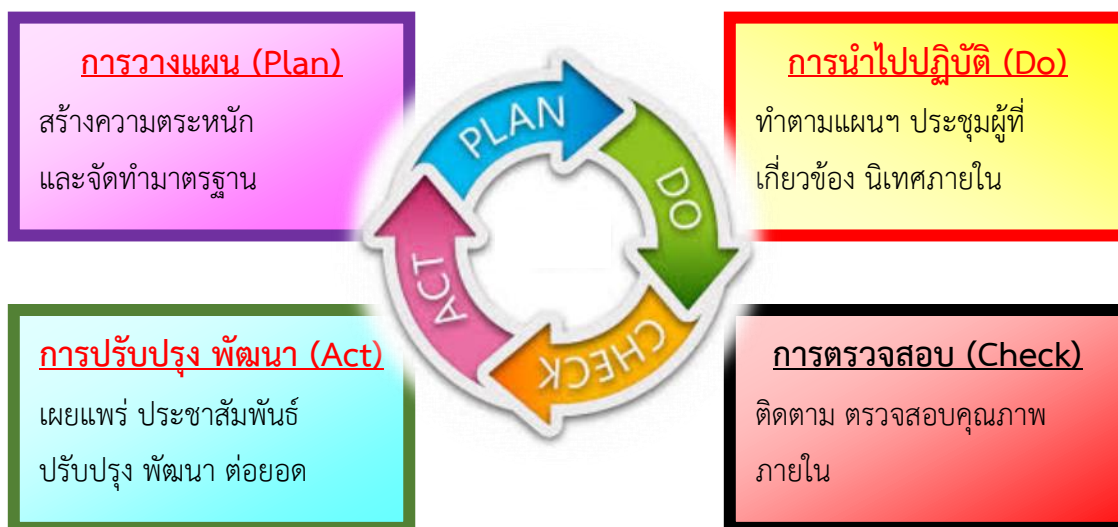 การวางแผน (Plan)
สร้างความตระหนัก
และจัดทำมาตรฐาน
การนำไปปฏิบัติ (Do)
ทำตามแผนฯ ประชุมผู้ที่
เกี่ยวข้อง นิเทศภายใน
PLAN
DO
CHECK
ACT
การปรับปรุง พัฒนา (Act)
เผยแพร่ ประชาสัมพันธ์
ปรับปรุง พัฒนา ต่อยอด
การตรวจสอบ (Check)
ติดตาม ตรวจสอบคุณภาพ
ภายใน